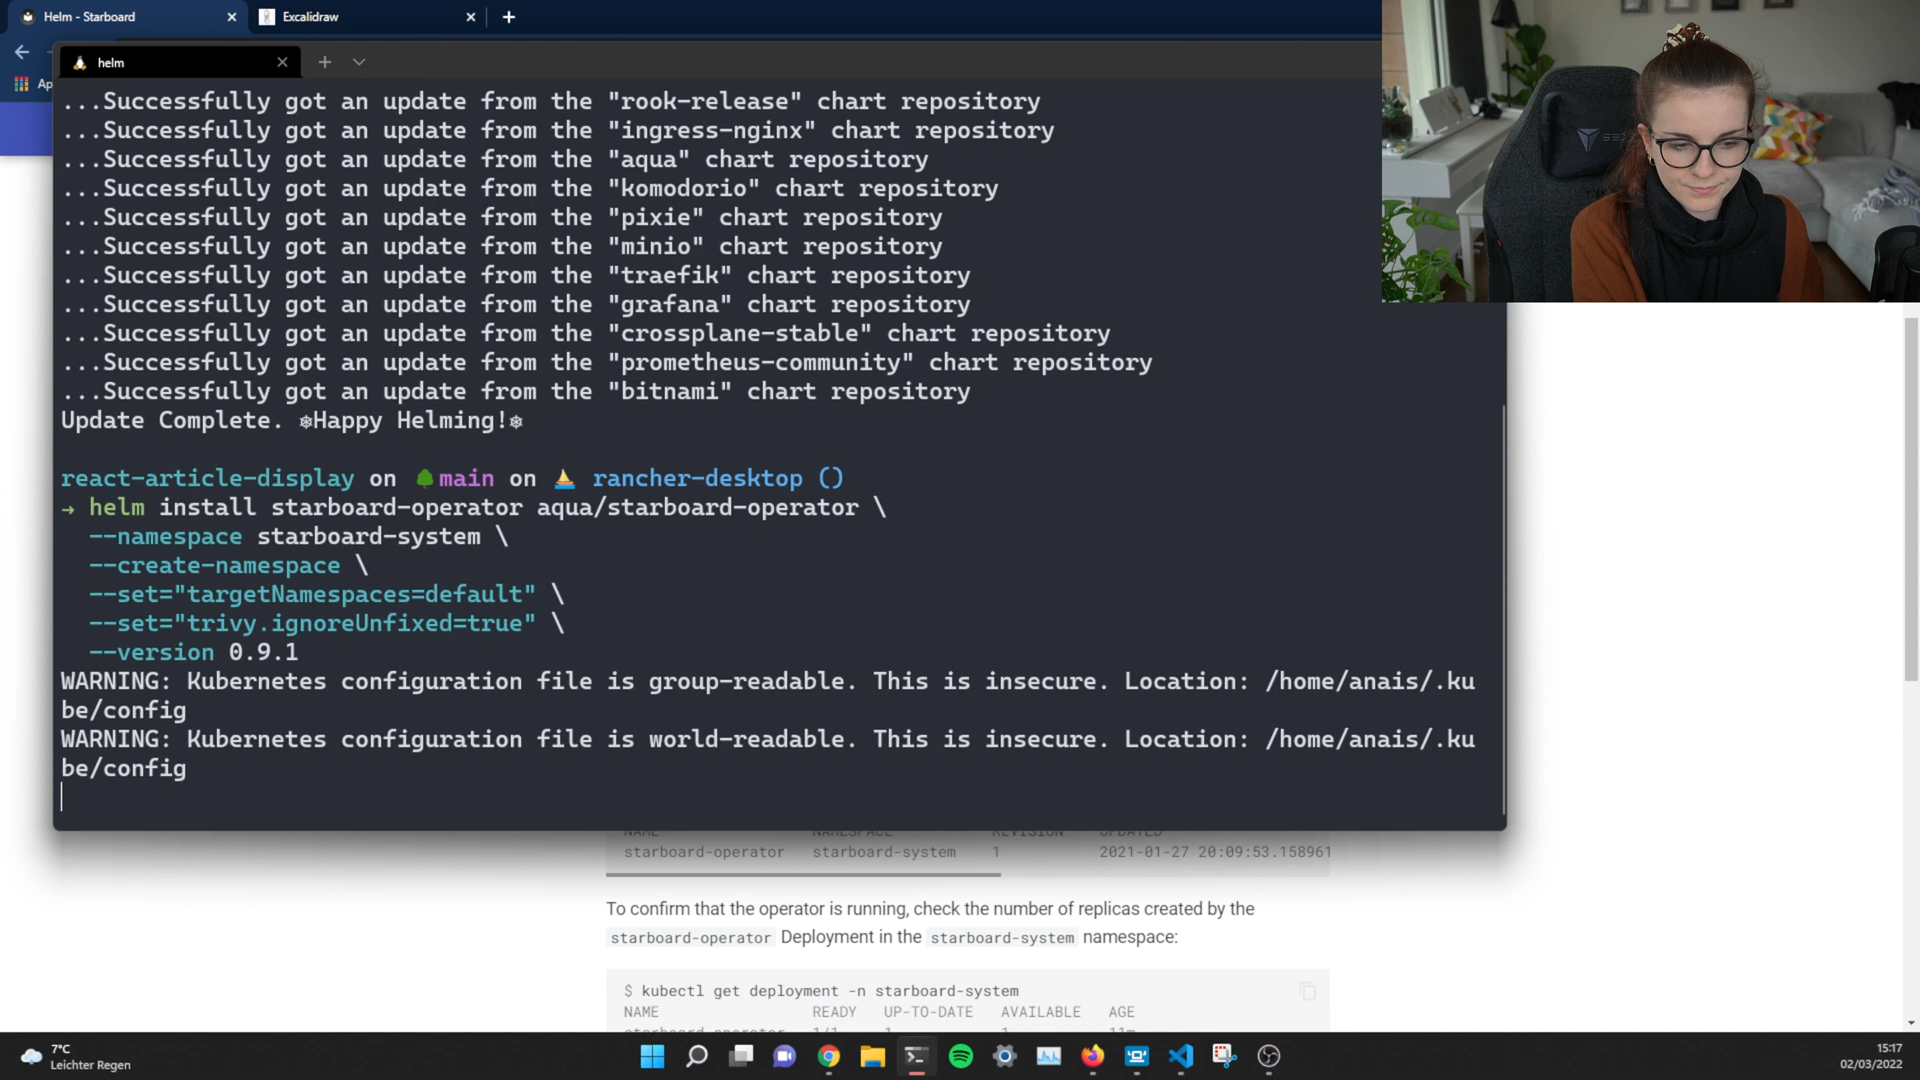 Helm - Starboard
Excalidraw
Ap
helm
...Successfully got an update from the "rook-release" chart repository
...Successfully got an update from the "ingress-nginx" chart repository
...Successfully got an update from the "aqua" chart repository
...Successfully got an update from the "komodorio" chart repository
...Successfully got an update from the "pixie" chart repository
...Successfully got an update from the "minio" chart repository
...Successfully got an update from the "traefik" chart repository
...Successfully got an update from the "grafana" chart repository
...Successfully got an update from the "crossplane-stable" chart repository
...Successfully got an update from the "prometheus-community" chart repository
...Successfully got an update from the "bitnami" chart repository
Update Complete. ⎈Happy Helming!⎈
react-article-display on main on rancher-desktop ()
→ helm install starboard-operator aqua/starboard-operator \
--namespace starboard-system \
--create-namespace \
--set="targetNamespaces=default" \
--set="trivy.ignoreUnfixed=true" \
--version 0.9.1
WARNING: Kubernetes configuration file is group-readable. This is insecure. Location: /home/anais/.ku
be/config
WARNING: Kubernetes configuration file is world-readable. This is insecure. Location: /home/anais/.ku
be/config
NAME NAMESPACE REVISION UPDATED
starboard-operator starboard-system 1 2021-01-27 20:09:53.158961
To confirm that the operator is running, check the number of replicas created by the
starboard-operator Deployment in the starboard-system namespace:
$ kubectl get deployment -n starboard-system
NAME READY UP-TO-DATE AVAILABLE AGE
starboard-operator 1/1 1 1 11m
7°C
Leichter Regen
15:17
02/03/2022